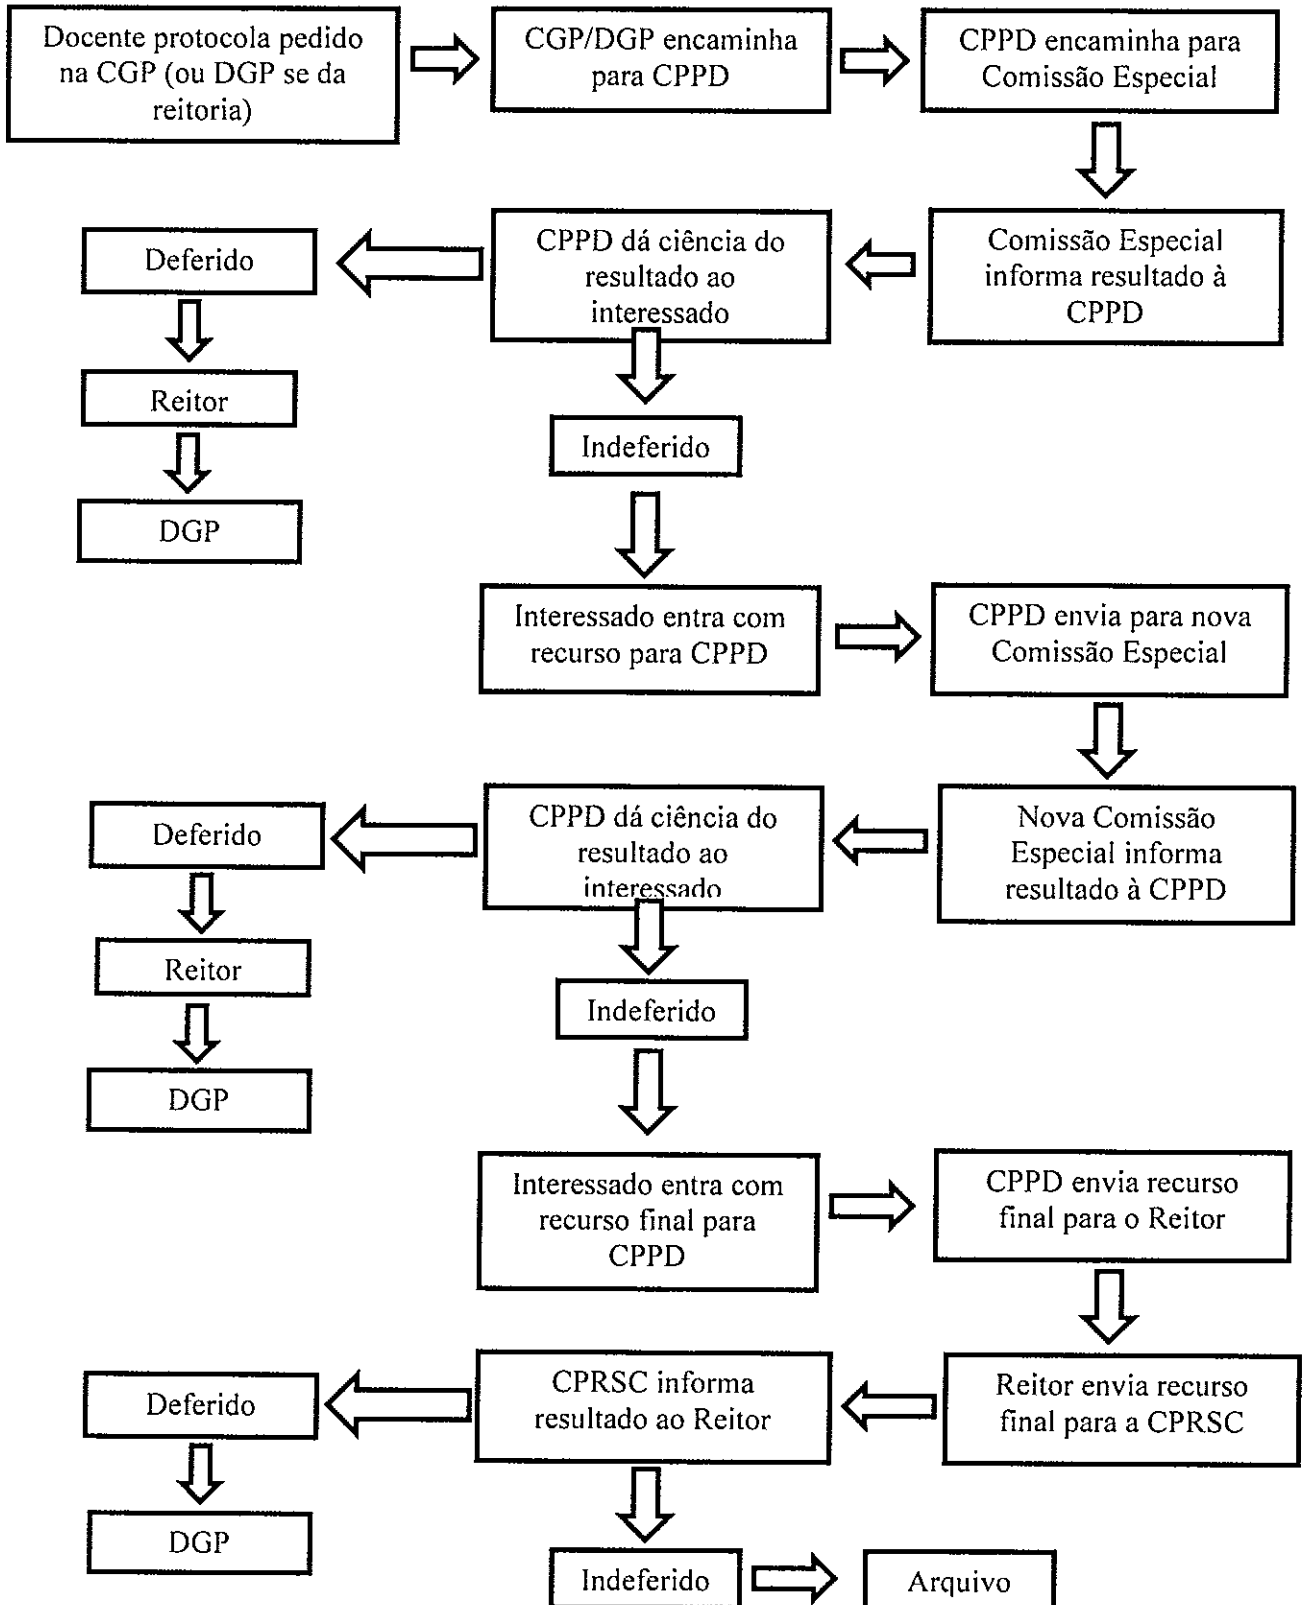 Docente protocola pedido
na CGP (ou DGP se da
reitoria)
CGP/DGP encaminha
para CPPD
CPPD encaminha para
Comissão Especial
Comissão Especial
informa resultado à
CPPD
CPPD dá ciência do
resultado ao
interessado
Deferido
Reitor
DGP
Indeferido
Interessado entra com
recurso para CPPD
CPPD envia para nova
Comissão Especial
Nova Comissão
Especial informa
resultado à CPPD
CPPD dá ciência do
resultado ao
interessado
Deferido
Reitor
DGP
Indeferido
Interessado entra com
recurso final para
CPPD
CPPD envia recurso
final para o Reitor
Reitor envia recurso
final para a CPRSC
CPRSC informa
resultado ao Reitor
Deferido
DGP
Indeferido
Arquivo